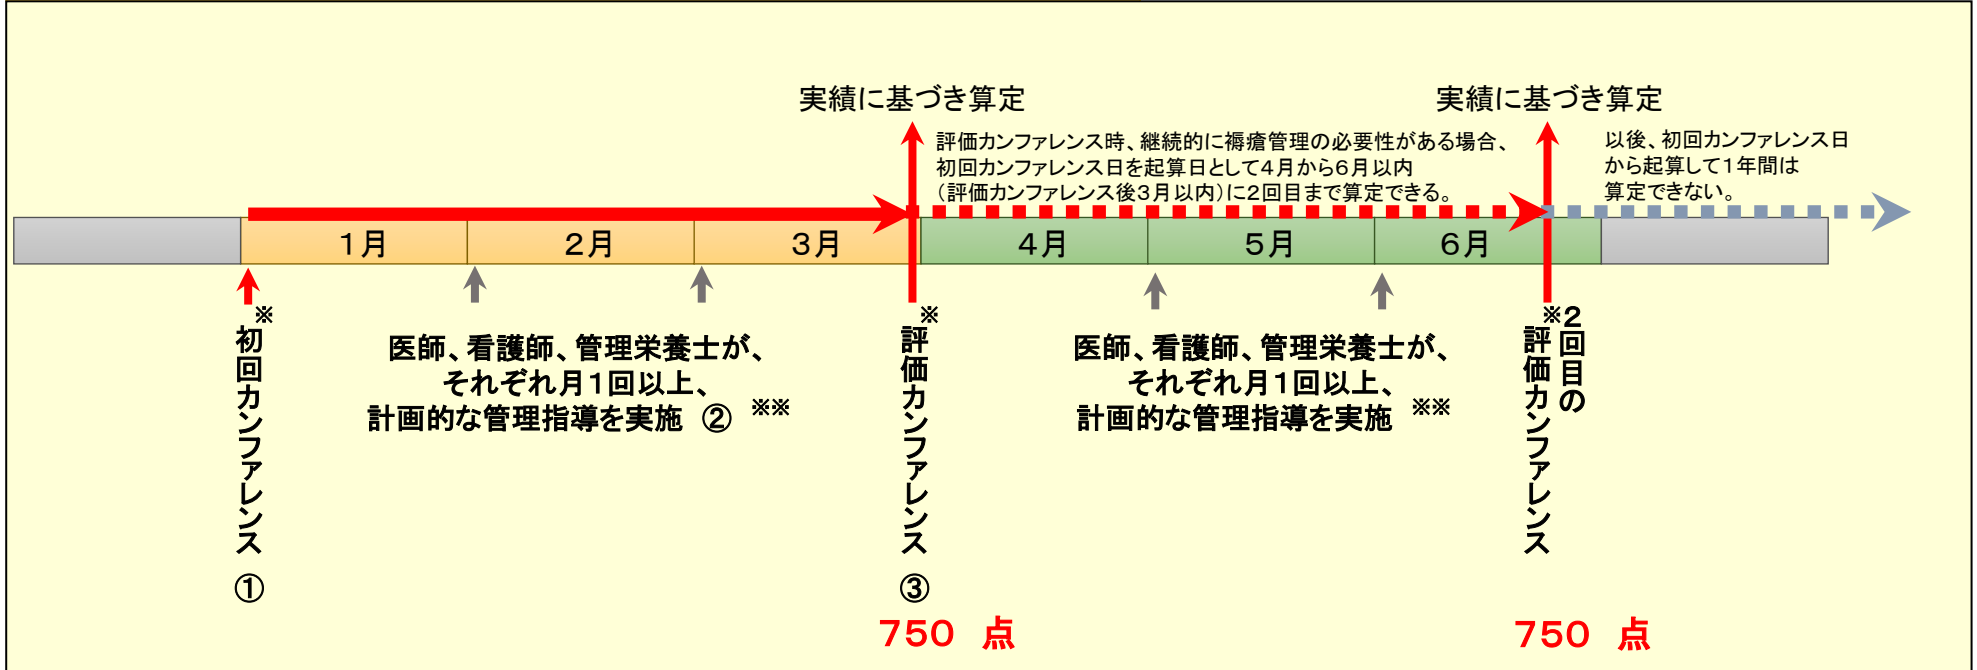 実績に基づき算定
実績に基づき算定
評価カンファレンス時、継続的に褥瘡管理の必要性がある場合、
初回カンファレンス日を起算日として4月から6月以内
（評価カンファレンス後3月以内）に2回目まで算定できる。
以後、初回カンファレンス日
から起算して1年間は
算定できない。
1月
2月
3月
4月
5月
6月
※
初回カンファレンス ①
医師、看護師、管理栄養士が、
それぞれ月1回以上、
計画的な管理指導を実施 ② ※※
※
評価カンファレンス ③
医師、看護師、管理栄養士が、
それぞれ月1回以上、
計画的な管理指導を実施 ※※
2回目の
※
評価カンファレンス
750 点
750 点